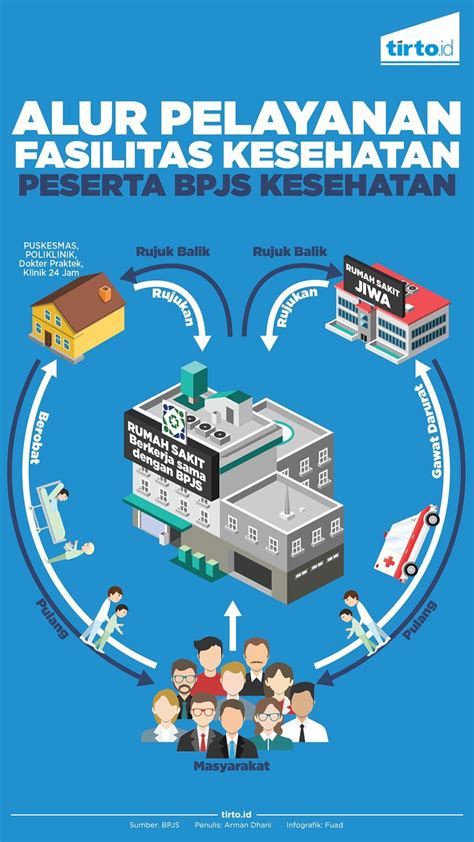 tirto.id
ALUR PELAYANAN
FASILITAS KESEHATAN
PESERTA BPJS KESEHATAN
PUSKESMAS,
POLIKLINIK,
Dokter Praktek,
Klinik 24 Jam
Rujuk Balik
Rujuk Balik
Rujukan
Rujukan
RUMAH SAKIT
JIWA
Berobat
Gawat Darurat
RUMAH SAKIT
Berkerja sama
dengan BPJS
Pulang
Pulang
Masyarakat
tirto.id
Sumber: BPJS Penulis: Arman Dhani Infografik: Fuad